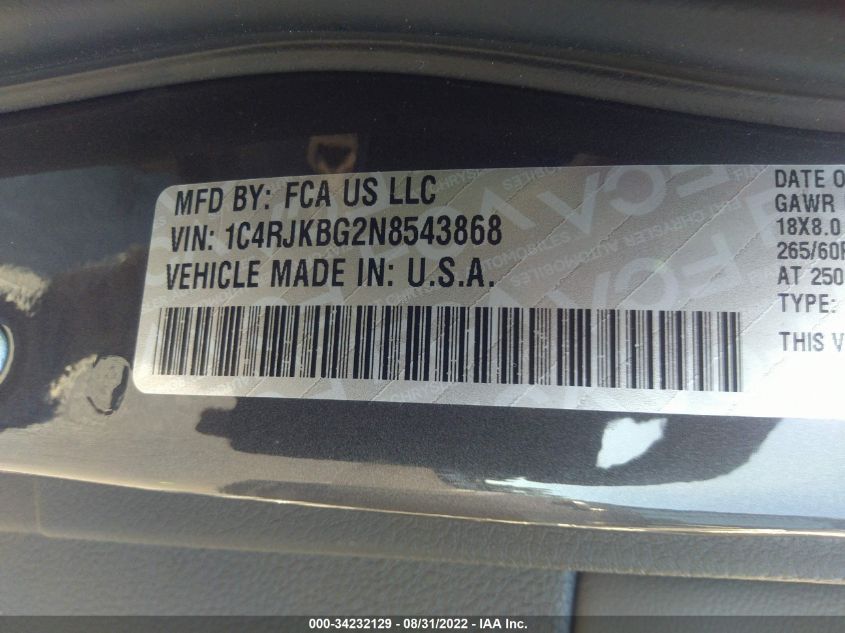 MFD BY: FCA US LLC
VIN: 1C4RJKBG2N8543868
VEHICLE MADE IN: U.S.A.
DATE O
GAWR
18X8.0
265/60R
AT 250
TYPE:
THIS V
000-34232129 - 08/31/2022 - IAA Inc.